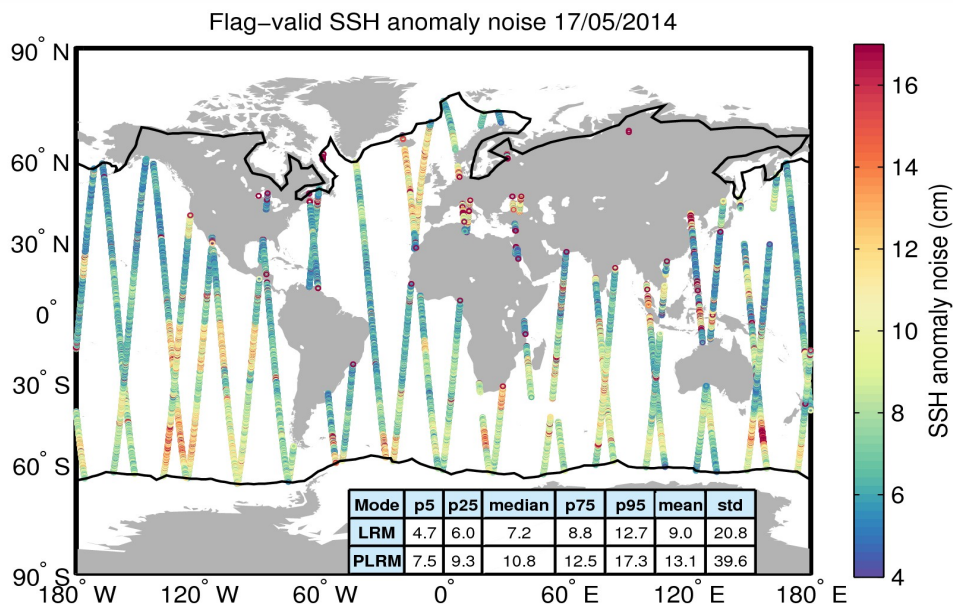 Flag−valid SSH anomaly noise 17/05/2014
90° N
60° N
30° N
0°
30° S
60° S
90° S
180° W
120° W
60° W
0°
60° E
120° E
180° E
Mode p5 p25 median p75 p95 mean std
LRM 4.7 6.0 7.2 8.8 12.7 9.0 20.8
PLRM 7.5 9.3 10.8 12.5 17.3 13.1 39.6
16
14
12
10
8
6
4
SSH anomaly noise (cm)